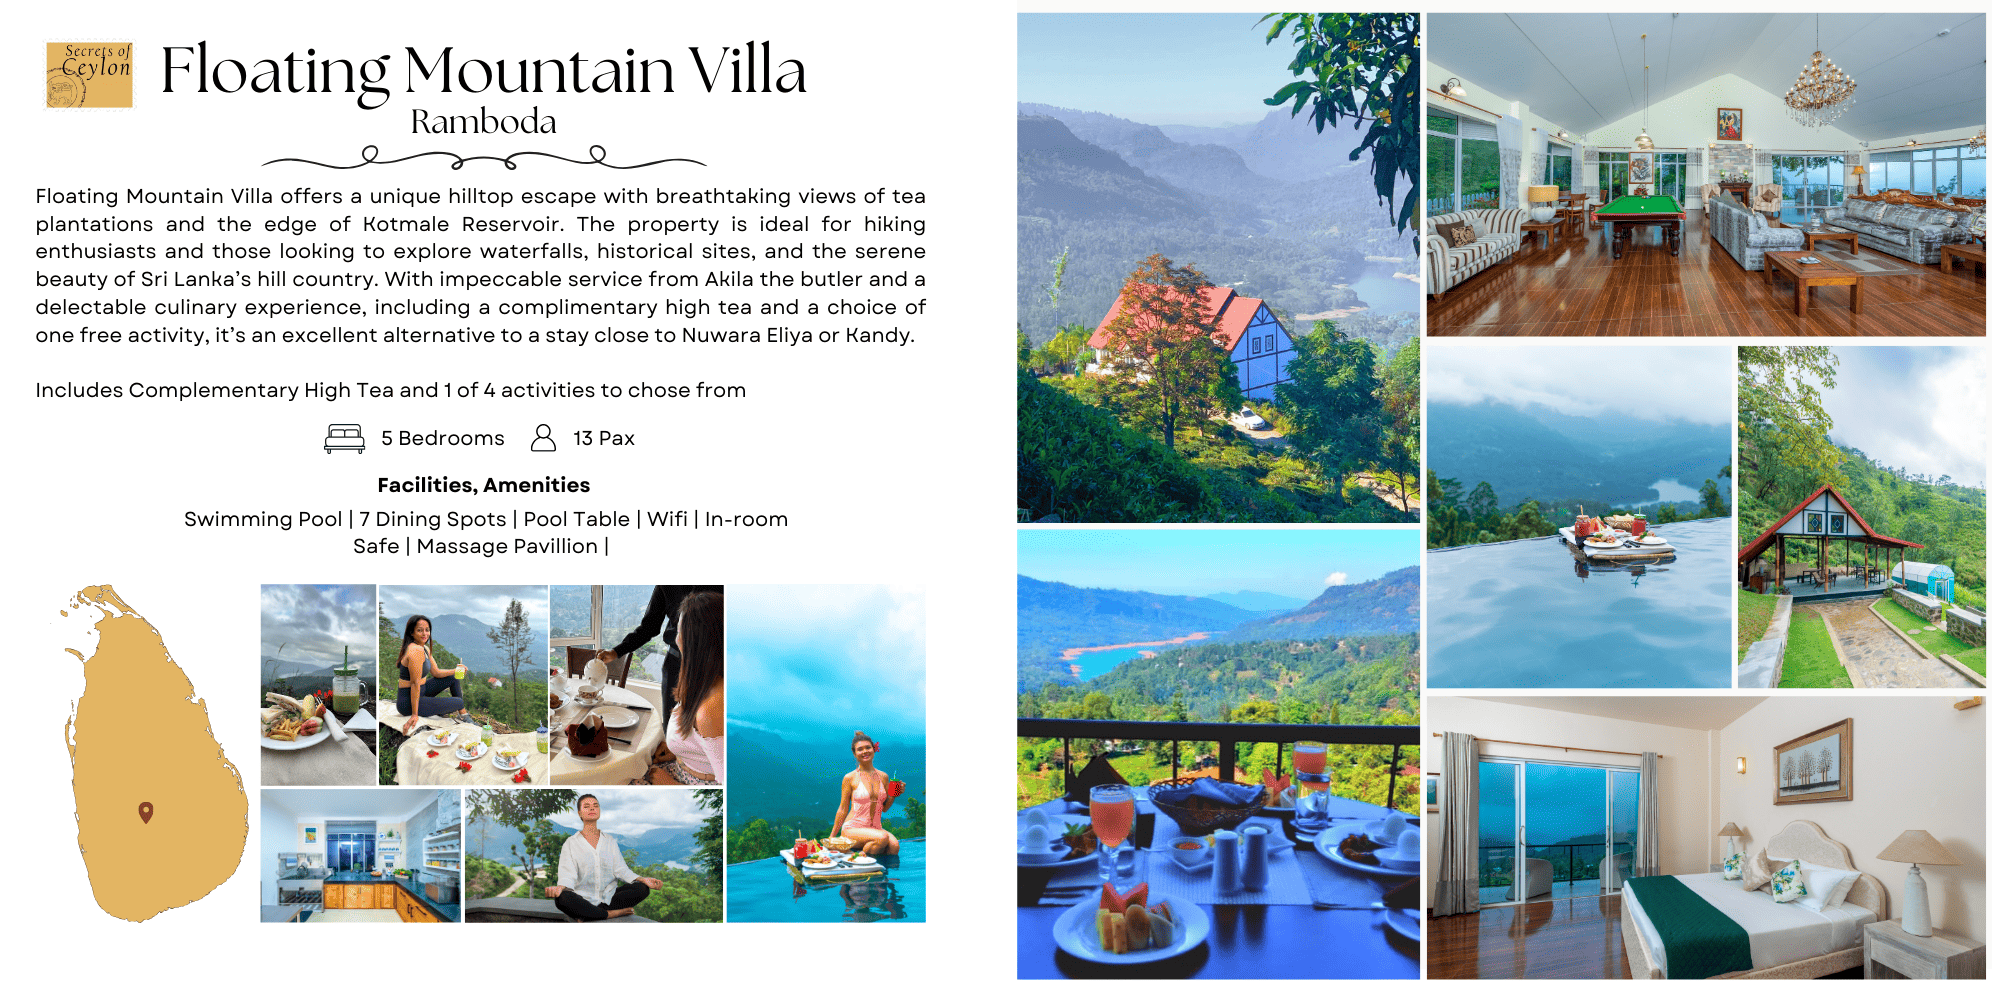 Secrets of
Ceylon
Floating Mountain Villa
Ramboda
Floating Mountain Villa offers a unique hilltop escape with breathtaking views of tea
plantations and the edge of Kotmale Reservoir. The property is ideal for hiking
enthusiasts and those looking to explore waterfalls, historical sites, and the serene
beauty of Sri Lanka’s hill country. With impeccable service from Akila the butler and a
delectable culinary experience, including a complimentary high tea and a choice of
one free activity, it’s an excellent alternative to a stay close to Nuwara Eliya or Kandy.
Includes Complementary High Tea and 1 of 4 activities to chose from
5 Bedrooms 13 Pax
Facilities, Amenities
Swimming Pool | 7 Dining Spots | Pool Table | Wifi | In-room
Safe | Massage Pavillion |